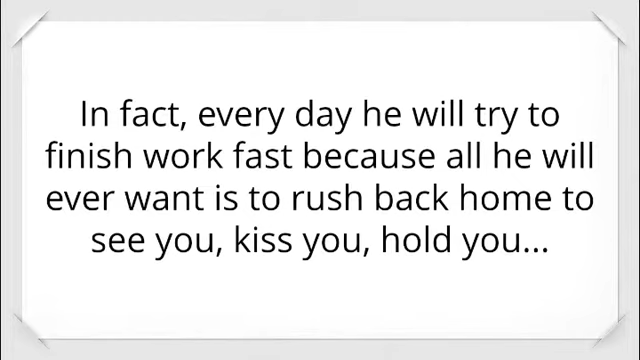 In fact, every day he will try to
finish work fast because all he will
ever want is to rush back home to
see you, kiss you, hold you...